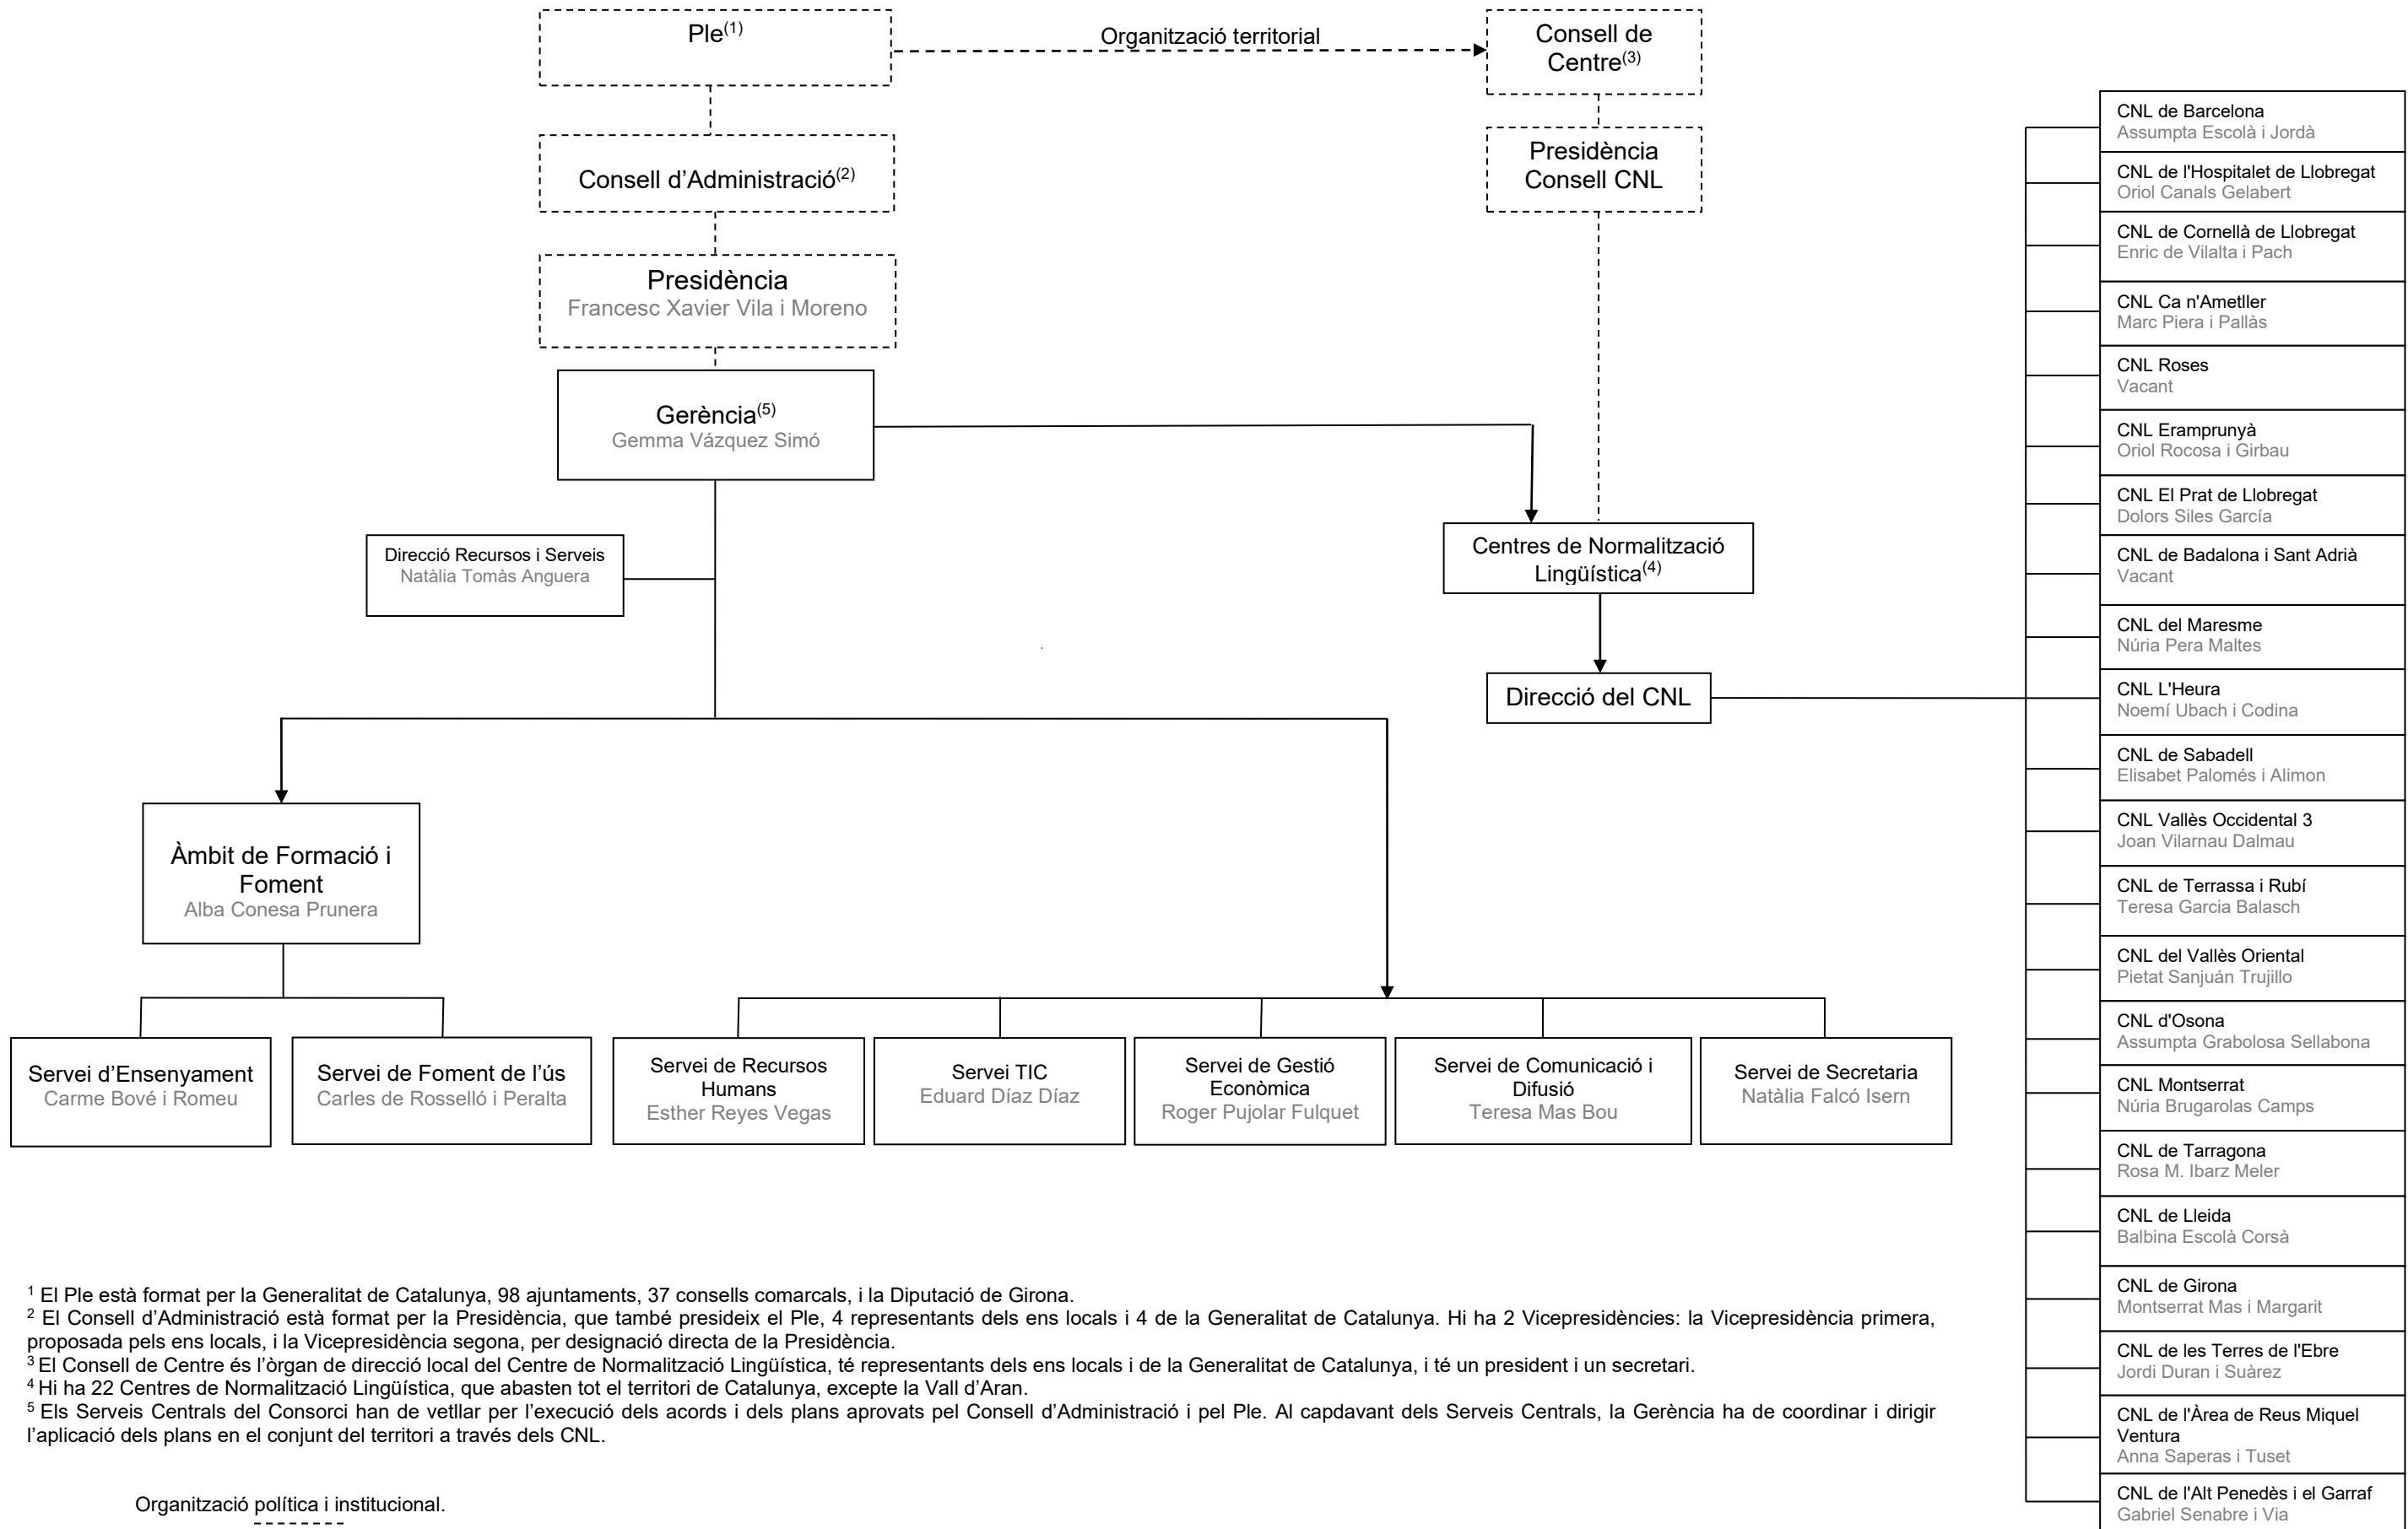 Ple(1)
Organització territorial
Consell de
Centre(3)
Consell d’Administració(2)
Presidència
Consell CNL
Presidència
Francesc Xavier Vila i Moreno
Gerència(5)
Gemma Vázquez Simó
Direcció Recursos i Serveis
Natàlia Tomàs Anguera
Centres de Normalització
Lingüística(4)
Direcció del CNL
Àmbit de Formació i
Foment
Alba Conesa Prunera
Servei d’Ensenyament
Carme Bové i Romeu
Servei de Foment de l’ús
Carles de Rosselló i Peralta
Servei de Recursos
Humans
Esther Reyes Vegas
Servei TIC
Eduard Díaz Díaz
Servei de Gestió
Econòmica
Roger Pujolar Fulquet
Servei de Comunicació i
Difusió
Teresa Mas Bou
Servei de Secretaria
Natàlia Falcó Isern
CNL de Barcelona
Assumpta Escolà i Jordà
CNL de l'Hospitalet de Llobregat
Oriol Canals Gelabert
CNL de Cornellà de Llobregat
Enric de Vilalta i Pach
CNL Ca n'Ametller
Marc Piera i Pallàs
CNL Roses
Vacant
CNL Eramprunyà
Oriol Rocosa i Girbau
CNL El Prat de Llobregat
Dolors Siles García
CNL de Badalona i Sant Adrià
Vacant
CNL del Maresme
Núria Pera Maltes
CNL L'Heura
Noemí Ubach i Codina
CNL de Sabadell
Elisabet Palomés i Alimon
CNL Vallès Occidental 3
Joan Vilarnau Dalmau
CNL de Terrassa i Rubí
Teresa Garcia Balasch
CNL del Vallès Oriental
Pietat Sanjuán Trujillo
CNL d'Osona
Assumpta Grabolosa Sellabona
CNL Montserrat
Núria Brugarolas Camps
CNL de Tarragona
Rosa M. Ibarz Meler
CNL de Lleida
Balbina Escolà Corsà
CNL de Girona
Montserrat Mas i Margarit
CNL de les Terres de l'Ebre
Jordi Duran i Suàrez
CNL de l'Àrea de Reus Miquel
Ventura
Anna Saperas i Tuset
CNL de l'Alt Penedès i el Garraf
Gabriel Senabre i Via
1 El Ple està format per la Generalitat de Catalunya, 98 ajuntaments, 37 consells comarcals, i la Diputació de Girona.
2 El Consell d’Administració està format per la Presidència, que també presideix el Ple, 4 representants dels ens locals i 4 de la Generalitat de Catalunya. Hi ha 2 Vicepresidències: la Vicepresidència primera,
proposada pels ens locals, i la Vicepresidència segona, per designació directa de la Presidència.
3 El Consell de Centre és l’òrgan de direcció local del Centre de Normalització Lingüística, té representants dels ens locals i de la Generalitat de Catalunya, i té un president i un secretari.
4 Hi ha 22 Centres de Normalització Lingüística, que abasten tot el territori de Catalunya, excepte la Vall d’Aran.
5 Els Serveis Centrals del Consorci han de vetllar per l’execució dels acords i dels plans aprovats pel Consell d’Administració i pel Ple. Al capdavant dels Serveis Centrals, la Gerència ha de coordinar i dirigir
l’aplicació dels plans en el conjunt del territori a través dels CNL.
Organització política i institucional.